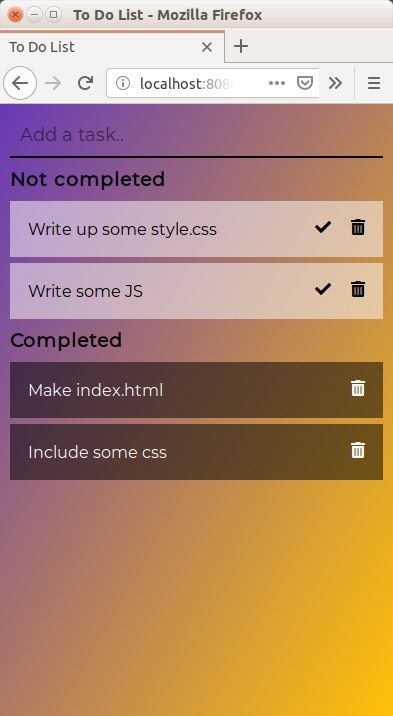 To Do List - Mozilla Firefox
To Do List
localhost:808
Add a task..
Not completed
Write up some style.css
Write some JS
Completed
Make index.html
Include some css